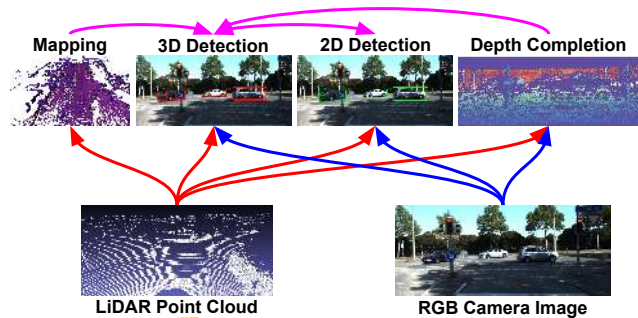 Mapping
3D Detection
2D Detection
Depth Completion
LiDAR Point Cloud
RGB Camera Image